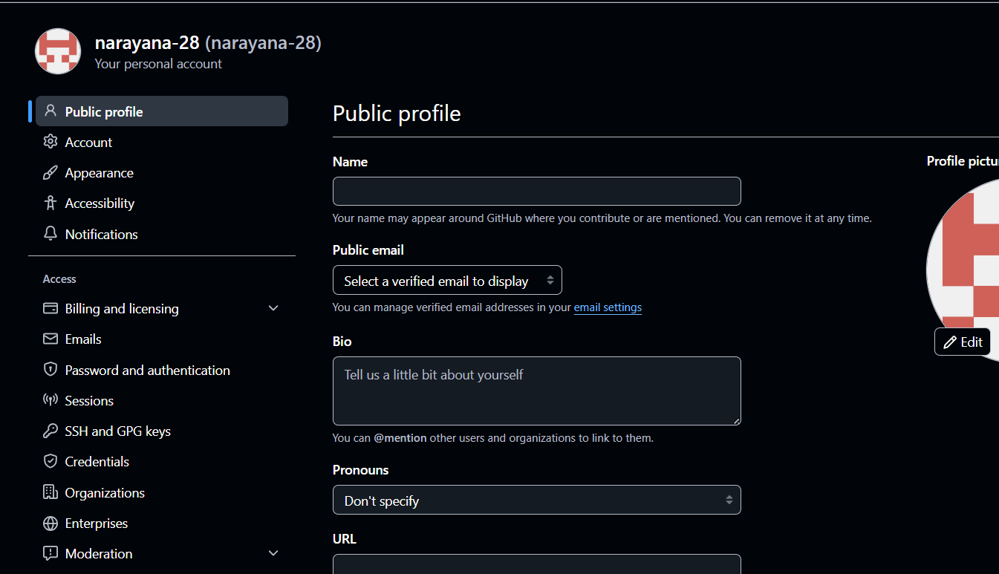 narayana-28 (narayana-28)
Your personal account
Public profile
Account
Appearance
Accessibility
Notifications
Access
Billing and licensing
Emails
Password and authentication
Sessions
SSH and GPG keys
Credentials
Organizations
Enterprises
Moderation
Public profile
Name
Your name may appear around GitHub where you contribute or are mentioned. You can remove it at any time.
Public email
Select a verified email to display
You can manage verified email addresses in your email settings
Bio
Tell us a little bit about yourself
You can @mention other users and organizations to link to them.
Pronouns
Don't specify
URL
Profile
Edit